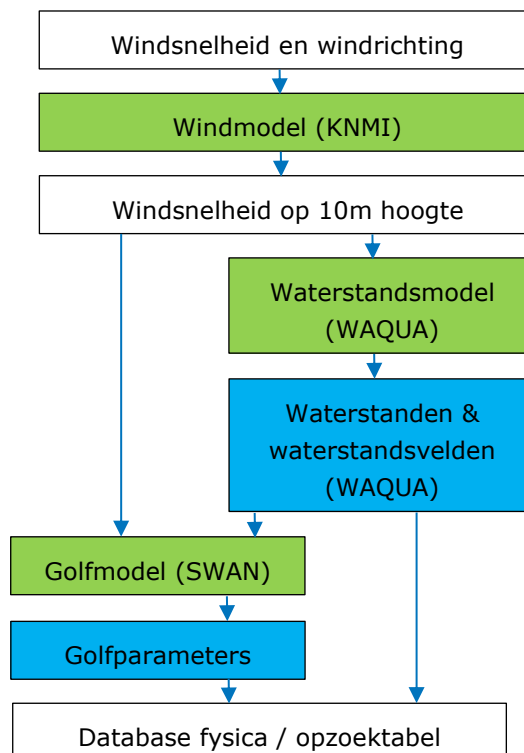 Windsnelheid en windrichting
Windmodel (KNMI)
Windsnelheid op 10m hoogte
Waterstandsmodel
(WAQUA)
Waterstanden &
waterstandsvelden
(WAQUA)
Golfmodel (SWAN)
Golfparameters
Database fysica / opzoektabel